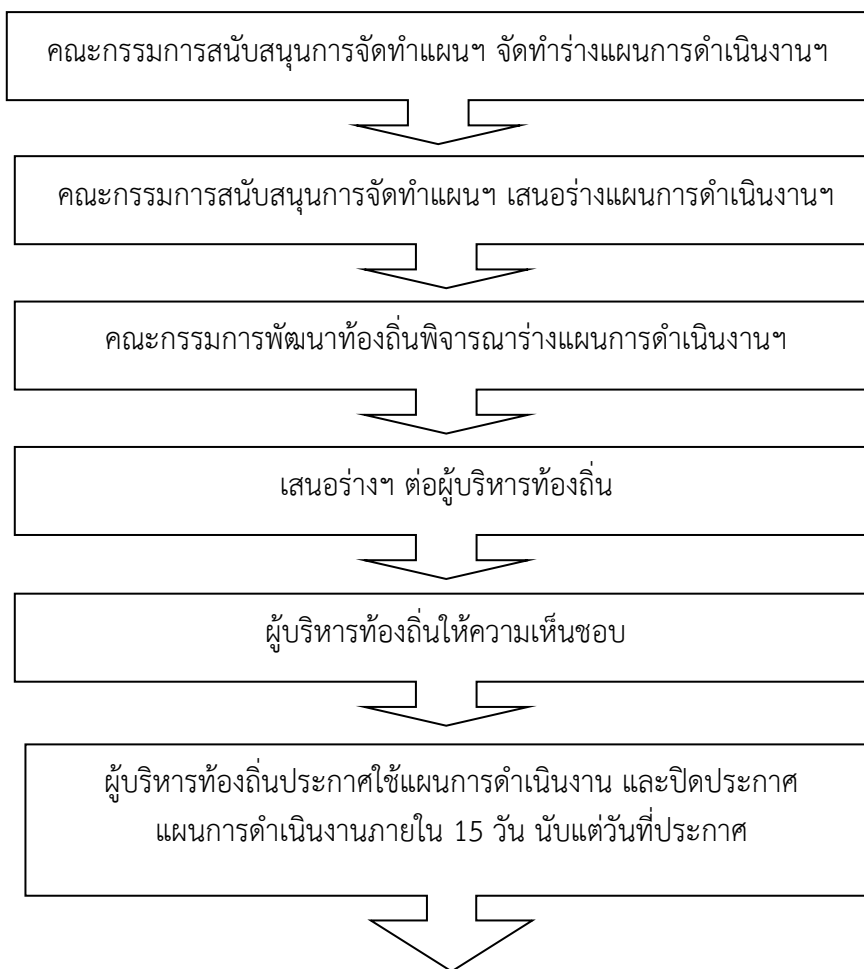 คณะกรรมการสนับสนุนการจัดทำแผนฯ จัดทำร่างแผนการดำเนินงานฯ
คณะกรรมการสนับสนุนการจัดทำแผนฯ เสนอร่างแผนการดำเนินงานฯ
คณะกรรมการพัฒนาท้องถิ่นพิจารณาร่างแผนการดำเนินงานฯ
เสนอร่างฯ ต่อผู้บริหารท้องถิ่น
ผู้บริหารท้องถิ่นให้ความเห็นชอบ
ผู้บริหารท้องถิ่นประกาศใช้แผนการดำเนินงาน และปิดประกาศ
แผนการดำเนินงานภายใน 15 วัน นับแต่วันที่ประกาศ